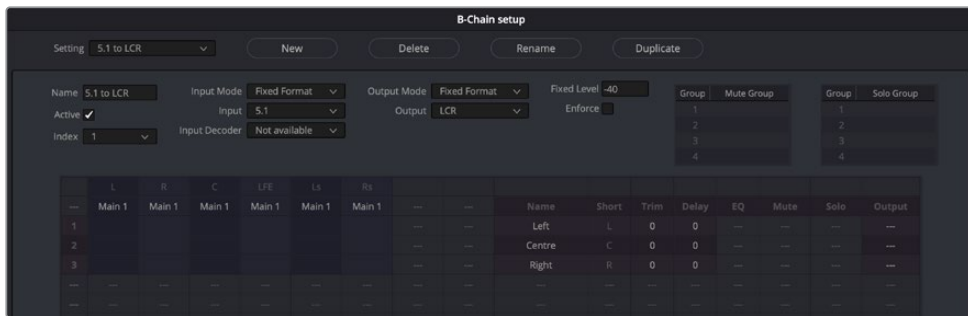 B-Chain setup
Setting 5.1 to LCR New Delete Rename Duplicate
Name 5.1 to LCR Input Mode Fixed Format Output Mode Fixed Format Fixed Level -40 Group Mute Group Group Solo Group
Active Input 5.1 Output LCR Enforce 1 1
Index 1 Input Decoder Not available 2 2
3 3
4 4
L R C LFE Ls Rs
--- Main 1 Main 1 Main 1 Main 1 Main 1 Main 1 --- --- Name Short Trim Delay EQ Mute Solo Output
1 --- --- Left L 0 0 --- --- --- ---
2 --- --- Centre C 0 0 --- --- --- ---
3 --- --- Right R 0 0 --- --- --- ---
--- --- --- --- --- --- --- --- --- --- --- --- --- --- --- --- ---
--- --- --- --- --- --- --- --- --- --- --- --- --- --- --- --- ---